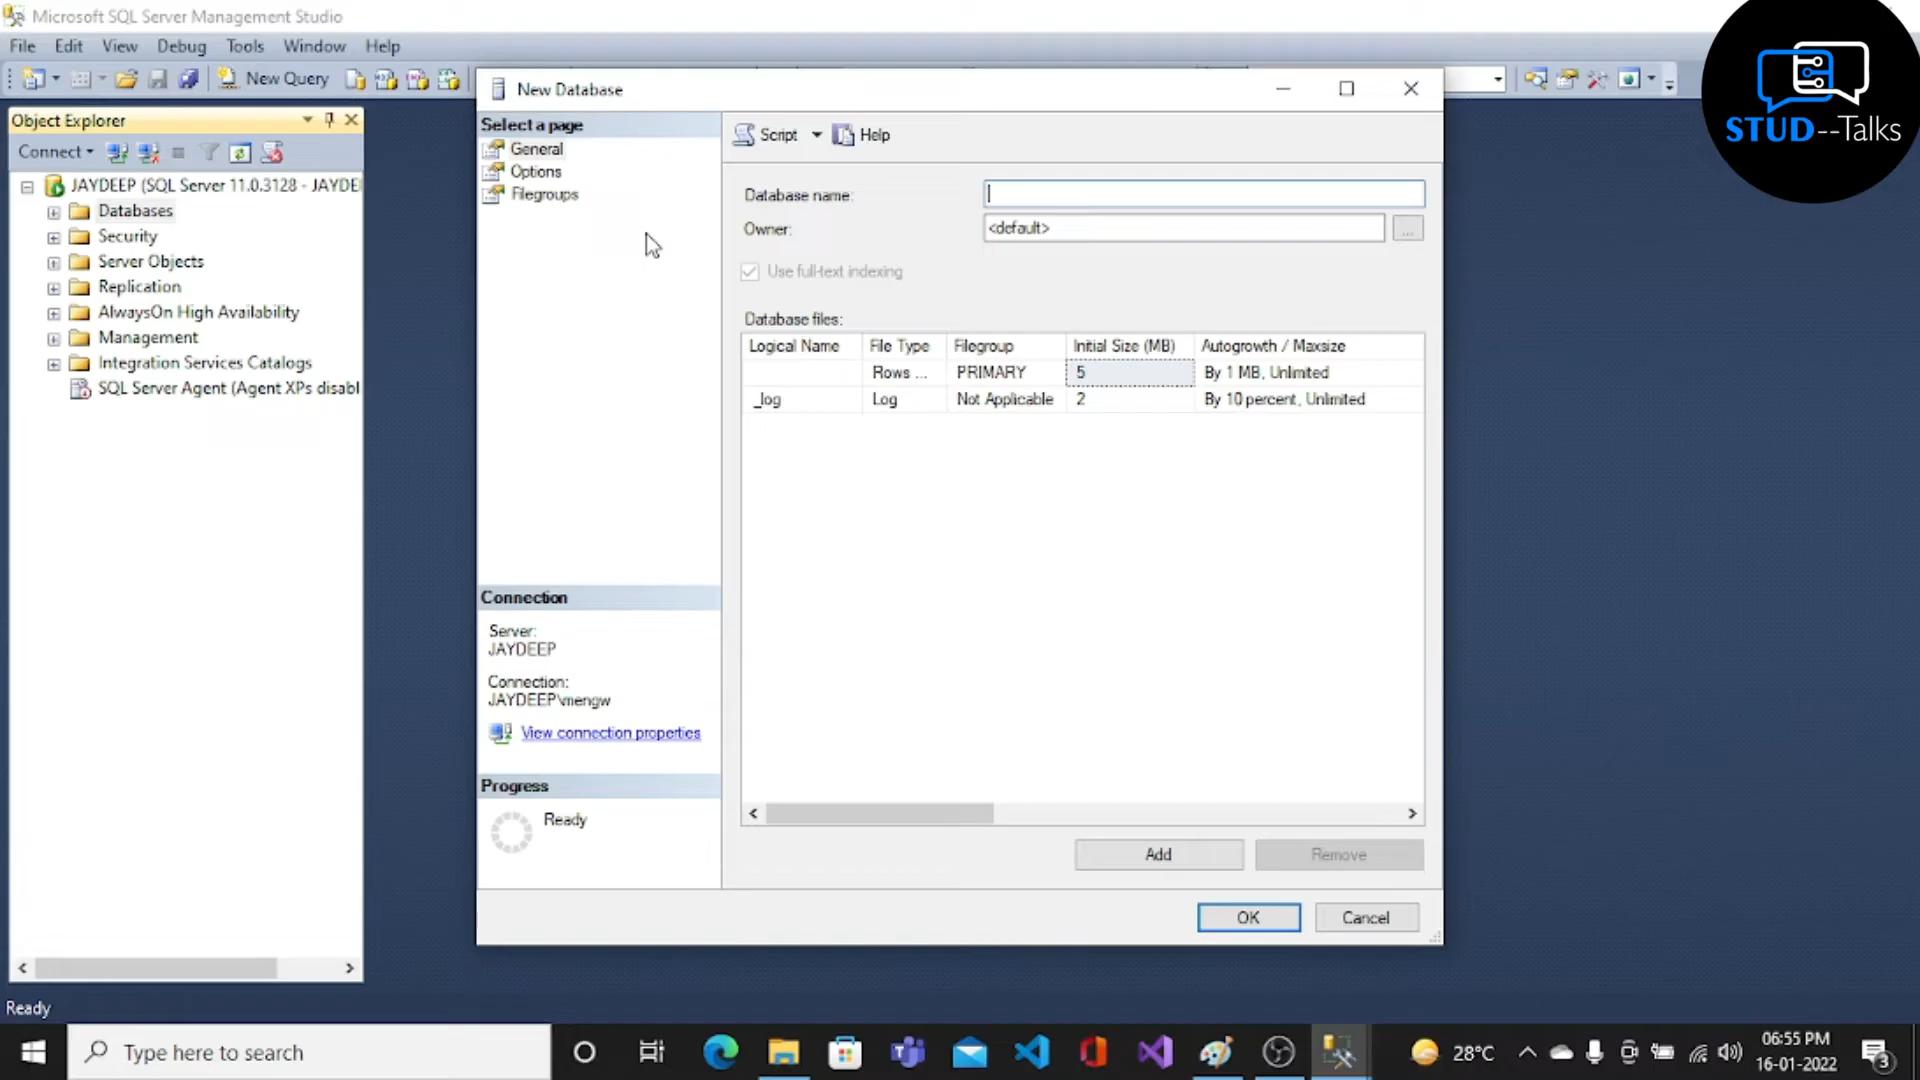 Microsoft SQL Server Management Studio
File Edit View Debug Tools Window Help
New Query
STUD--Talks
Object Explorer
Connect
JAYDEEP (SQL Server 11.0.3128 - JAYDE
Databases
Security
Server Objects
Replication
AlwaysOn High Availability
Management
Integration Services Catalogs
SQL Server Agent (Agent XPs disabl
New Database
Select a page
General
Options
Filegroups
Script Help
Database name:
Owner: <default> ...
Use full-text indexing
Database files:
Logical Name File Type Filegroup Initial Size (MB) Autogrowth / Maxsize
Rows ... PRIMARY 5 By 1 MB, Unlimited
_log Log Not Applicable 2 By 10 percent, Unlimited
Connection
Server:
JAYDEEP
Connection:
JAYDEEP\mengw
View connection properties
Progress
Ready
Add Remove
OK Cancel
Ready
Type here to search
28°C
06:55 PM
16-01-2022
3